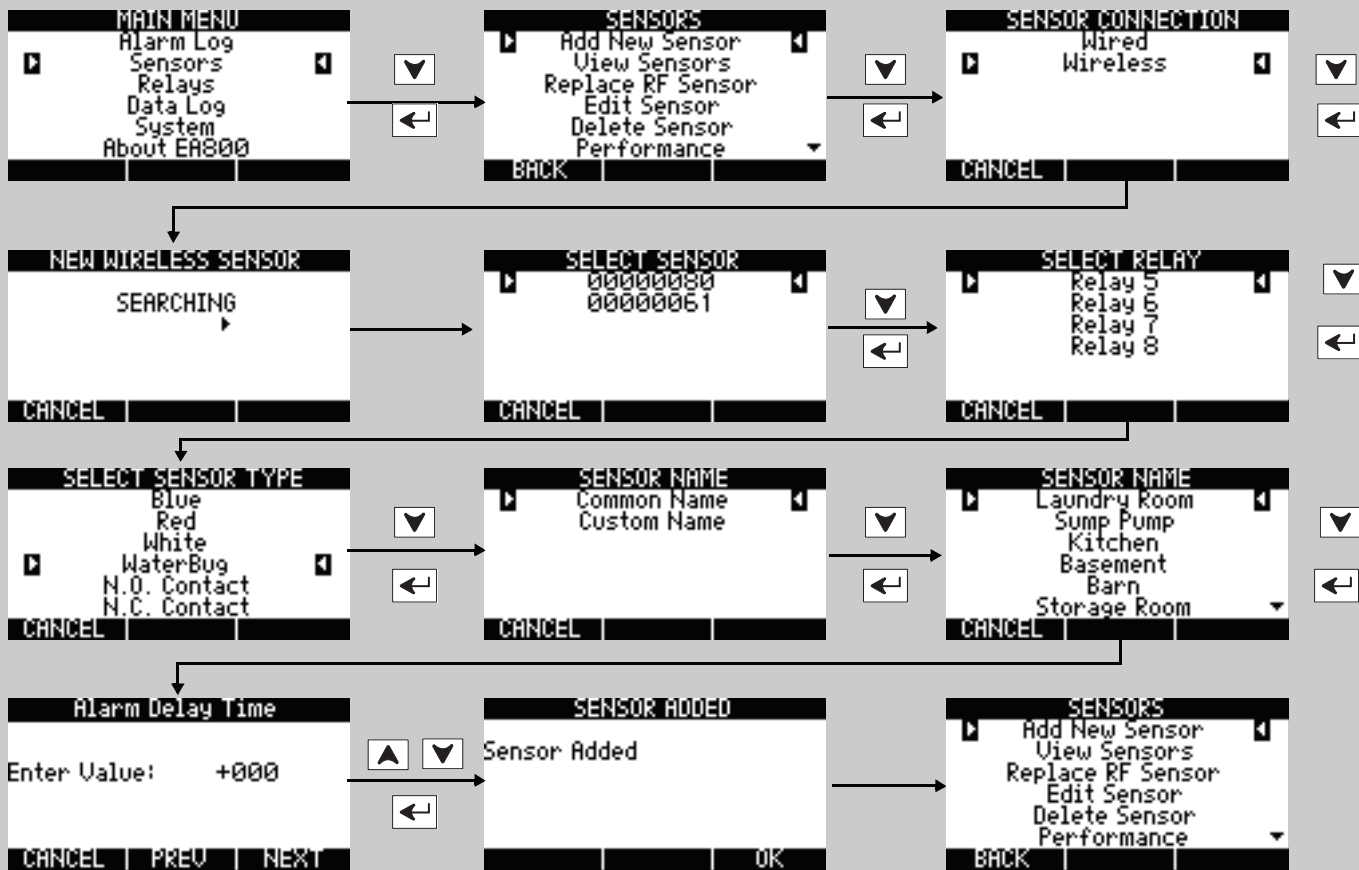 MAIN MENU
Alarm Log
Sensors
Relays
Data Log
System
About EA800
SENSORS
Add New Sensor
View Sensors
Replace RF Sensor
Edit Sensor
Delete Sensor
Performance
BACK
SENSOR CONNECTION
Wired
Wireless
CANCEL
NEW WIRELESS SENSOR
SEARCHING
CANCEL
SELECT SENSOR
00000080
00000061
CANCEL
SELECT RELAY
Relay 5
Relay 6
Relay 7
Relay 8
CANCEL
SELECT SENSOR TYPE
Blue
Red
White
WaterBug
N.O. Contact
N.C. Contact
CANCEL
SENSOR NAME
Common Name
Custom Name
CANCEL
SENSOR NAME
Laundry Room
Sump Pump
Kitchen
Basement
Barn
Storage Room
CANCEL
Alarm Delay Time
Enter Value: +000
CANCEL PREV NEXT
SENSOR ADDED
Sensor Added
OK
SENSORS
Add New Sensor
View Sensors
Replace RF Sensor
Edit Sensor
Delete Sensor
Performance
BACK